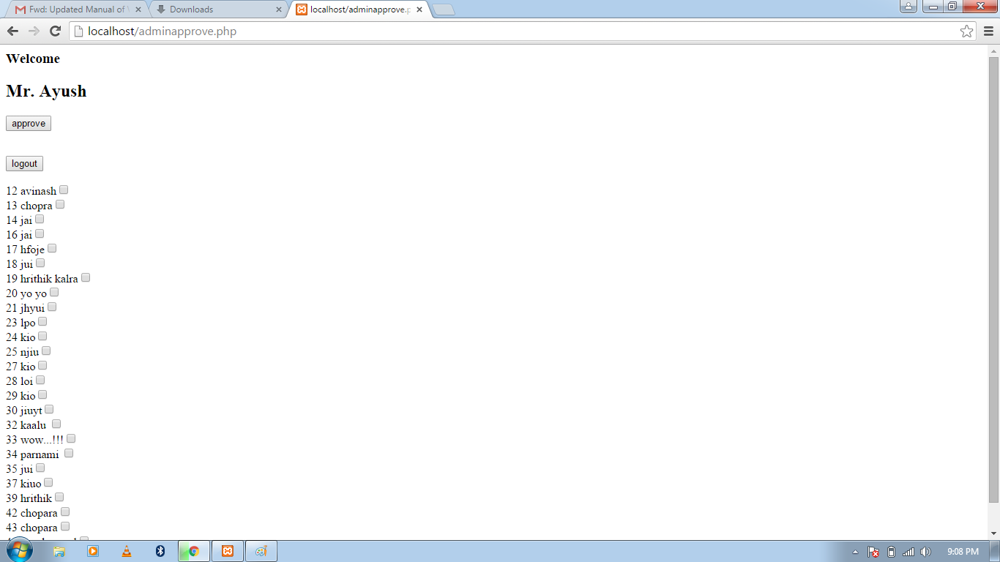 Fwd: Updated Manual of
Downloads
localhost/adminapprove.p
localhost/adminapprove.php
Welcome
Mr. Ayush
approve
logout
12 avinash
13 chopra
14 jai
16 jai
17 hfoje
18 jui
19 hrithik kalra
20 yo yo
21 jhyui
23 lpo
24 kio
25 njiu
27 kio
28 loi
29 kio
30 jiuyt
32 kaalu
33 wow...!!!
34 parnami
35 jui
37 kiuo
39 hrithik
42 chopara
43 chopara
9:08 PM